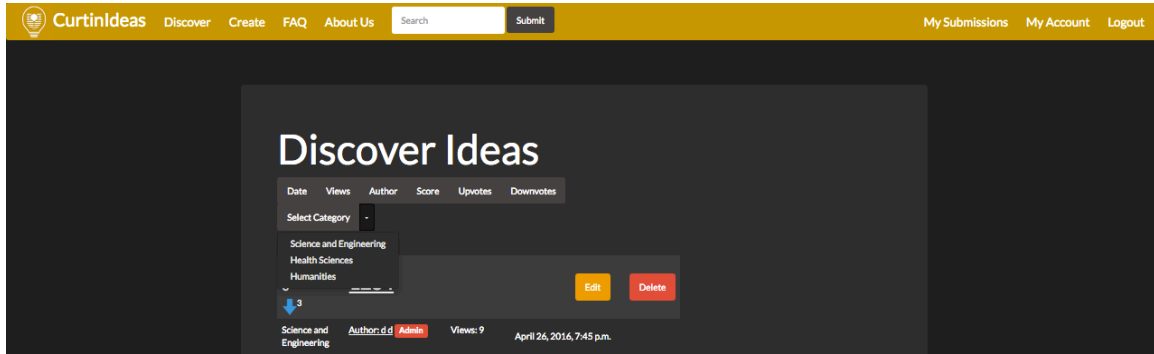 CurtinIdeas Discover Create FAQ About Us Search Submit My Submissions My Account Logout
Discover Ideas
Date Views Author Score Upvotes Downvotes
Select Category -
Science and Engineering
Health Sciences
Humanities
Edit Delete
3
Science and Author: d d Admin Views: 9 April 26, 2016, 7:45 p.m.
Engineering